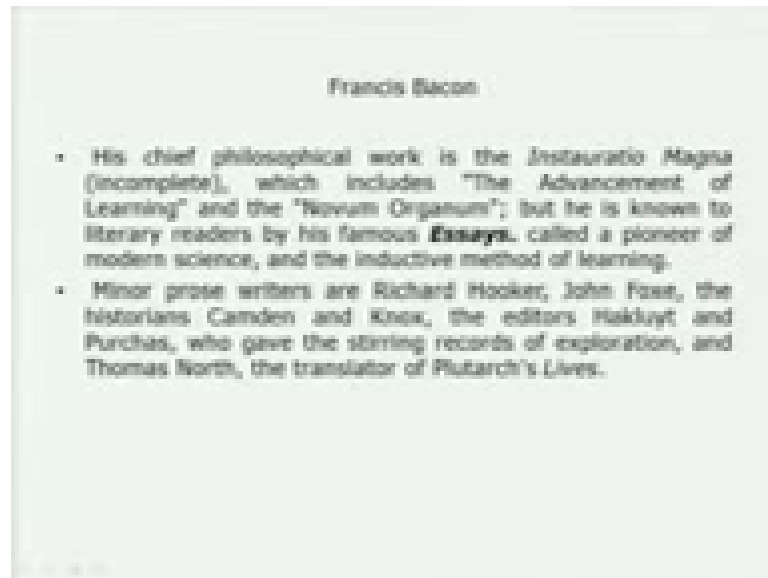 Francis Bacon
• His chief philosophical work is the Instauratio Magna
(incomplete), which includes "The Advancement of
Learning" and the "Novum Organum"; but he is known to
literary readers by his famous Essays. called a pioneer of
modern science, and the inductive method of learning.
• Minor prose writers are Richard Hooker, John Foxe, the
historians Camden and Knox, the editors Hakluyt and
Purchas, who gave the stirring records of exploration, and
Thomas North, the translator of Plutarch's Lives.